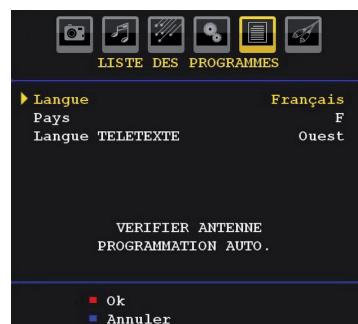 LISTE DES PROGRAMMES
Langue Français
Pays F
Langue TELETEXTE Ouest
VERIFIER ANTENNE
PROGRAMMATION AUTO.
Ok
Annuler